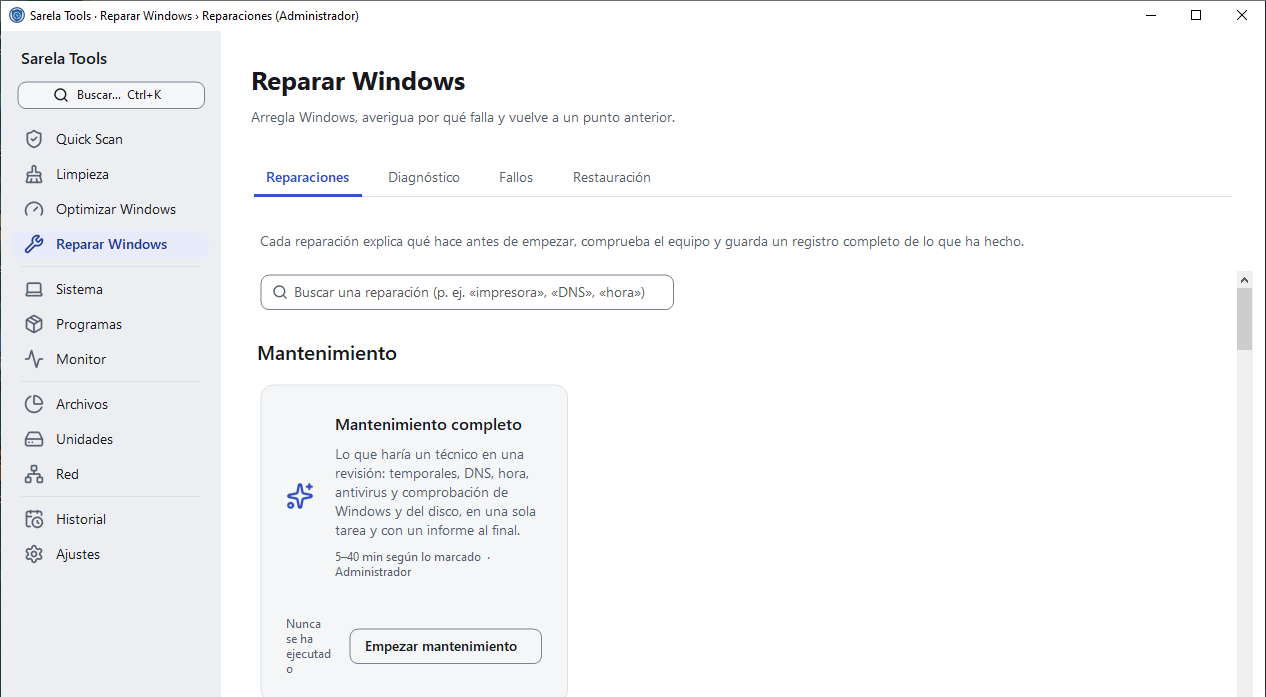 Sarela Tools · Reparar Windows › Reparaciones (Administrador)
Sarela Tools
Buscar... Ctrl+K
Quick Scan
Limpieza
Optimizar Windows
Reparar Windows
Sistema
Programas
Monitor
Archivos
Unidades
Red
Historial
Ajustes
Reparar Windows
Arregla Windows, averigua por qué falla y vuelve a un punto anterior.
Reparaciones Diagnóstico Fallos Restauración
Cada reparación explica qué hace antes de empezar, comprueba el equipo y guarda un registro completo de lo que ha hecho.
Buscar una reparación (p. ej. «impresora», «DNS», «hora»)
Mantenimiento
Mantenimiento completo
Lo que haría un técnico en una
revisión: temporales, DNS, hora,
antivirus y comprobación de
Windows y del disco, en una sola
tarea y con un informe al final.
5–40 min según lo marcado ·
Administrador
Nunca
se ha
ejecutad
o
Empezar mantenimiento